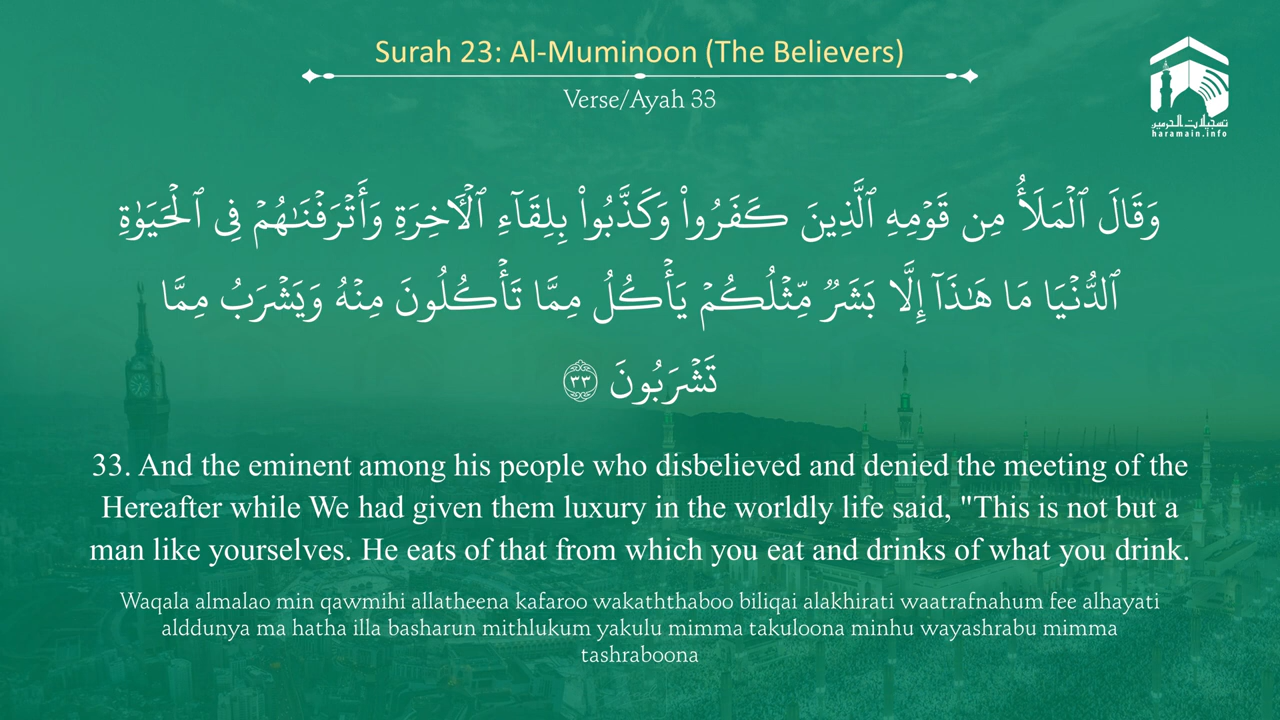 Surah 23: Al-Muminoon (The Believers)
Verse/Ayah 33
تسجيلات الحرمين
haramain.info
وَقَالَ ٱلْمَلَأُ مِن قَوْمِهِ ٱلَّذِينَ كَفَرُوا۟ وَكَذَّبُوا۟ بِلِقَآءِ ٱلْـَٔاخِرَةِ وَأَتْرَفْنَـٰهُمْ فِى ٱلْحَيَوٰةِ
ٱلدُّنْيَا مَا هَـٰذَآ إِلَّا بَشَرٌ مِّثْلُكُمْ يَأْكُلُ مِمَّا تَأْكُلُونَ مِنْهُ وَيَشْرَبُ مِمَّا
تَشْرَبُونَ ٣٣
33. And the eminent among his people who disbelieved and denied the meeting of the
Hereafter while We had given them luxury in the worldly life said, "This is not but a
man like yourselves. He eats of that from which you eat and drinks of what you drink.
Waqala almalao min qawmihi allatheena kafaroo wakaththaboo biliqai alakhirati waatrafnahum fee alhayati
alddunya ma hatha illa basharun mithlukum yakulu mimma takuloona minhu wayashrabu mimma
tashraboona